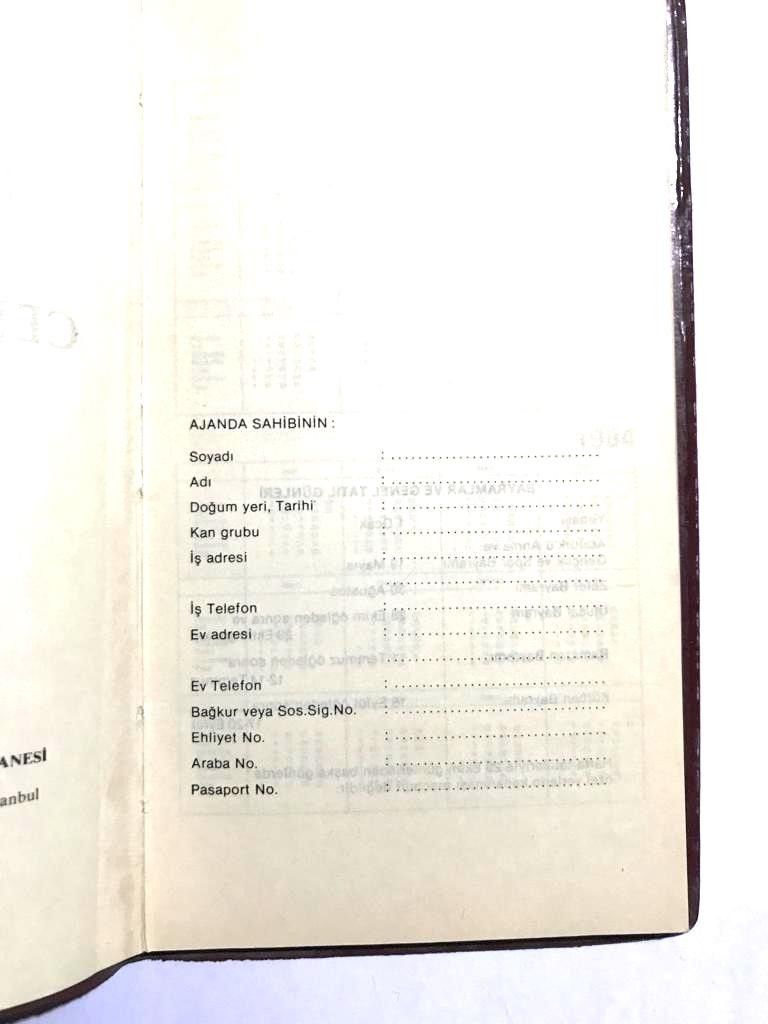 ANESİ
anbul
AJANDA SAHİBİNİN :
Soyadı :
Adı :
Doğum yeri, Tarihi :
Kan grubu :
İş adresi :
İş Telefon :
Ev adresi :
Ev Telefon :
Bağkur veya Sos.Sig.No. :
Ehliyet No. :
Araba No. :
Pasaport No. :